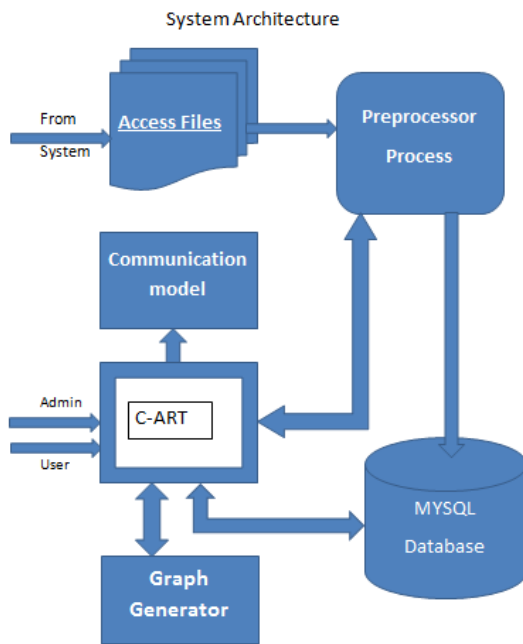 System Architecture
From
System
Access Files
Preprocessor
Process
Communication
model
Admin
User
C-ART
MYSQL
Database
Graph
Generator